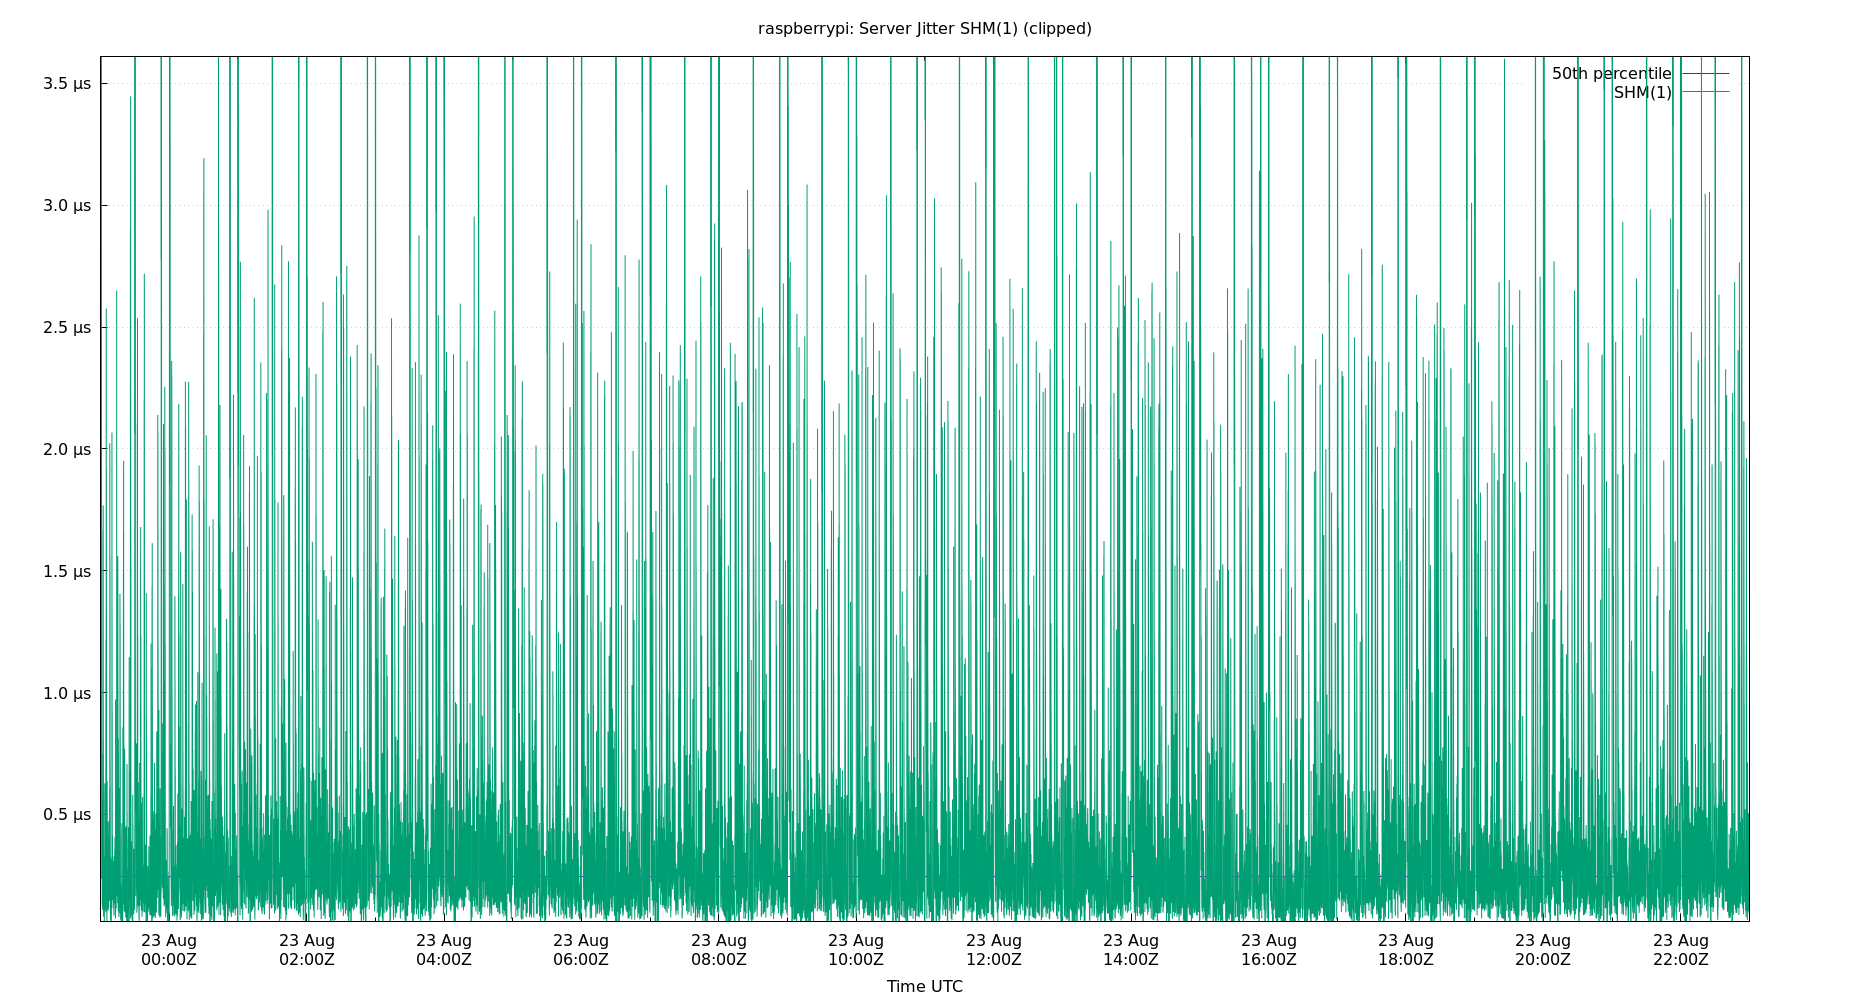 raspberrypi: Server Jitter SHM(1) (clipped)
50th percentile
SHM(1)
3.5 µs
3.0 µs
2.5 µs
2.0 µs
1.5 µs
1.0 µs
0.5 µs
23 Aug 23 Aug 23 Aug 23 Aug 23 Aug 23 Aug 23 Aug 23 Aug 23 Aug 23 Aug 23 Aug 23 Aug
00:00Z 02:00Z 04:00Z 06:00Z 08:00Z 10:00Z 12:00Z 14:00Z 16:00Z 18:00Z 20:00Z 22:00Z
Time UTC